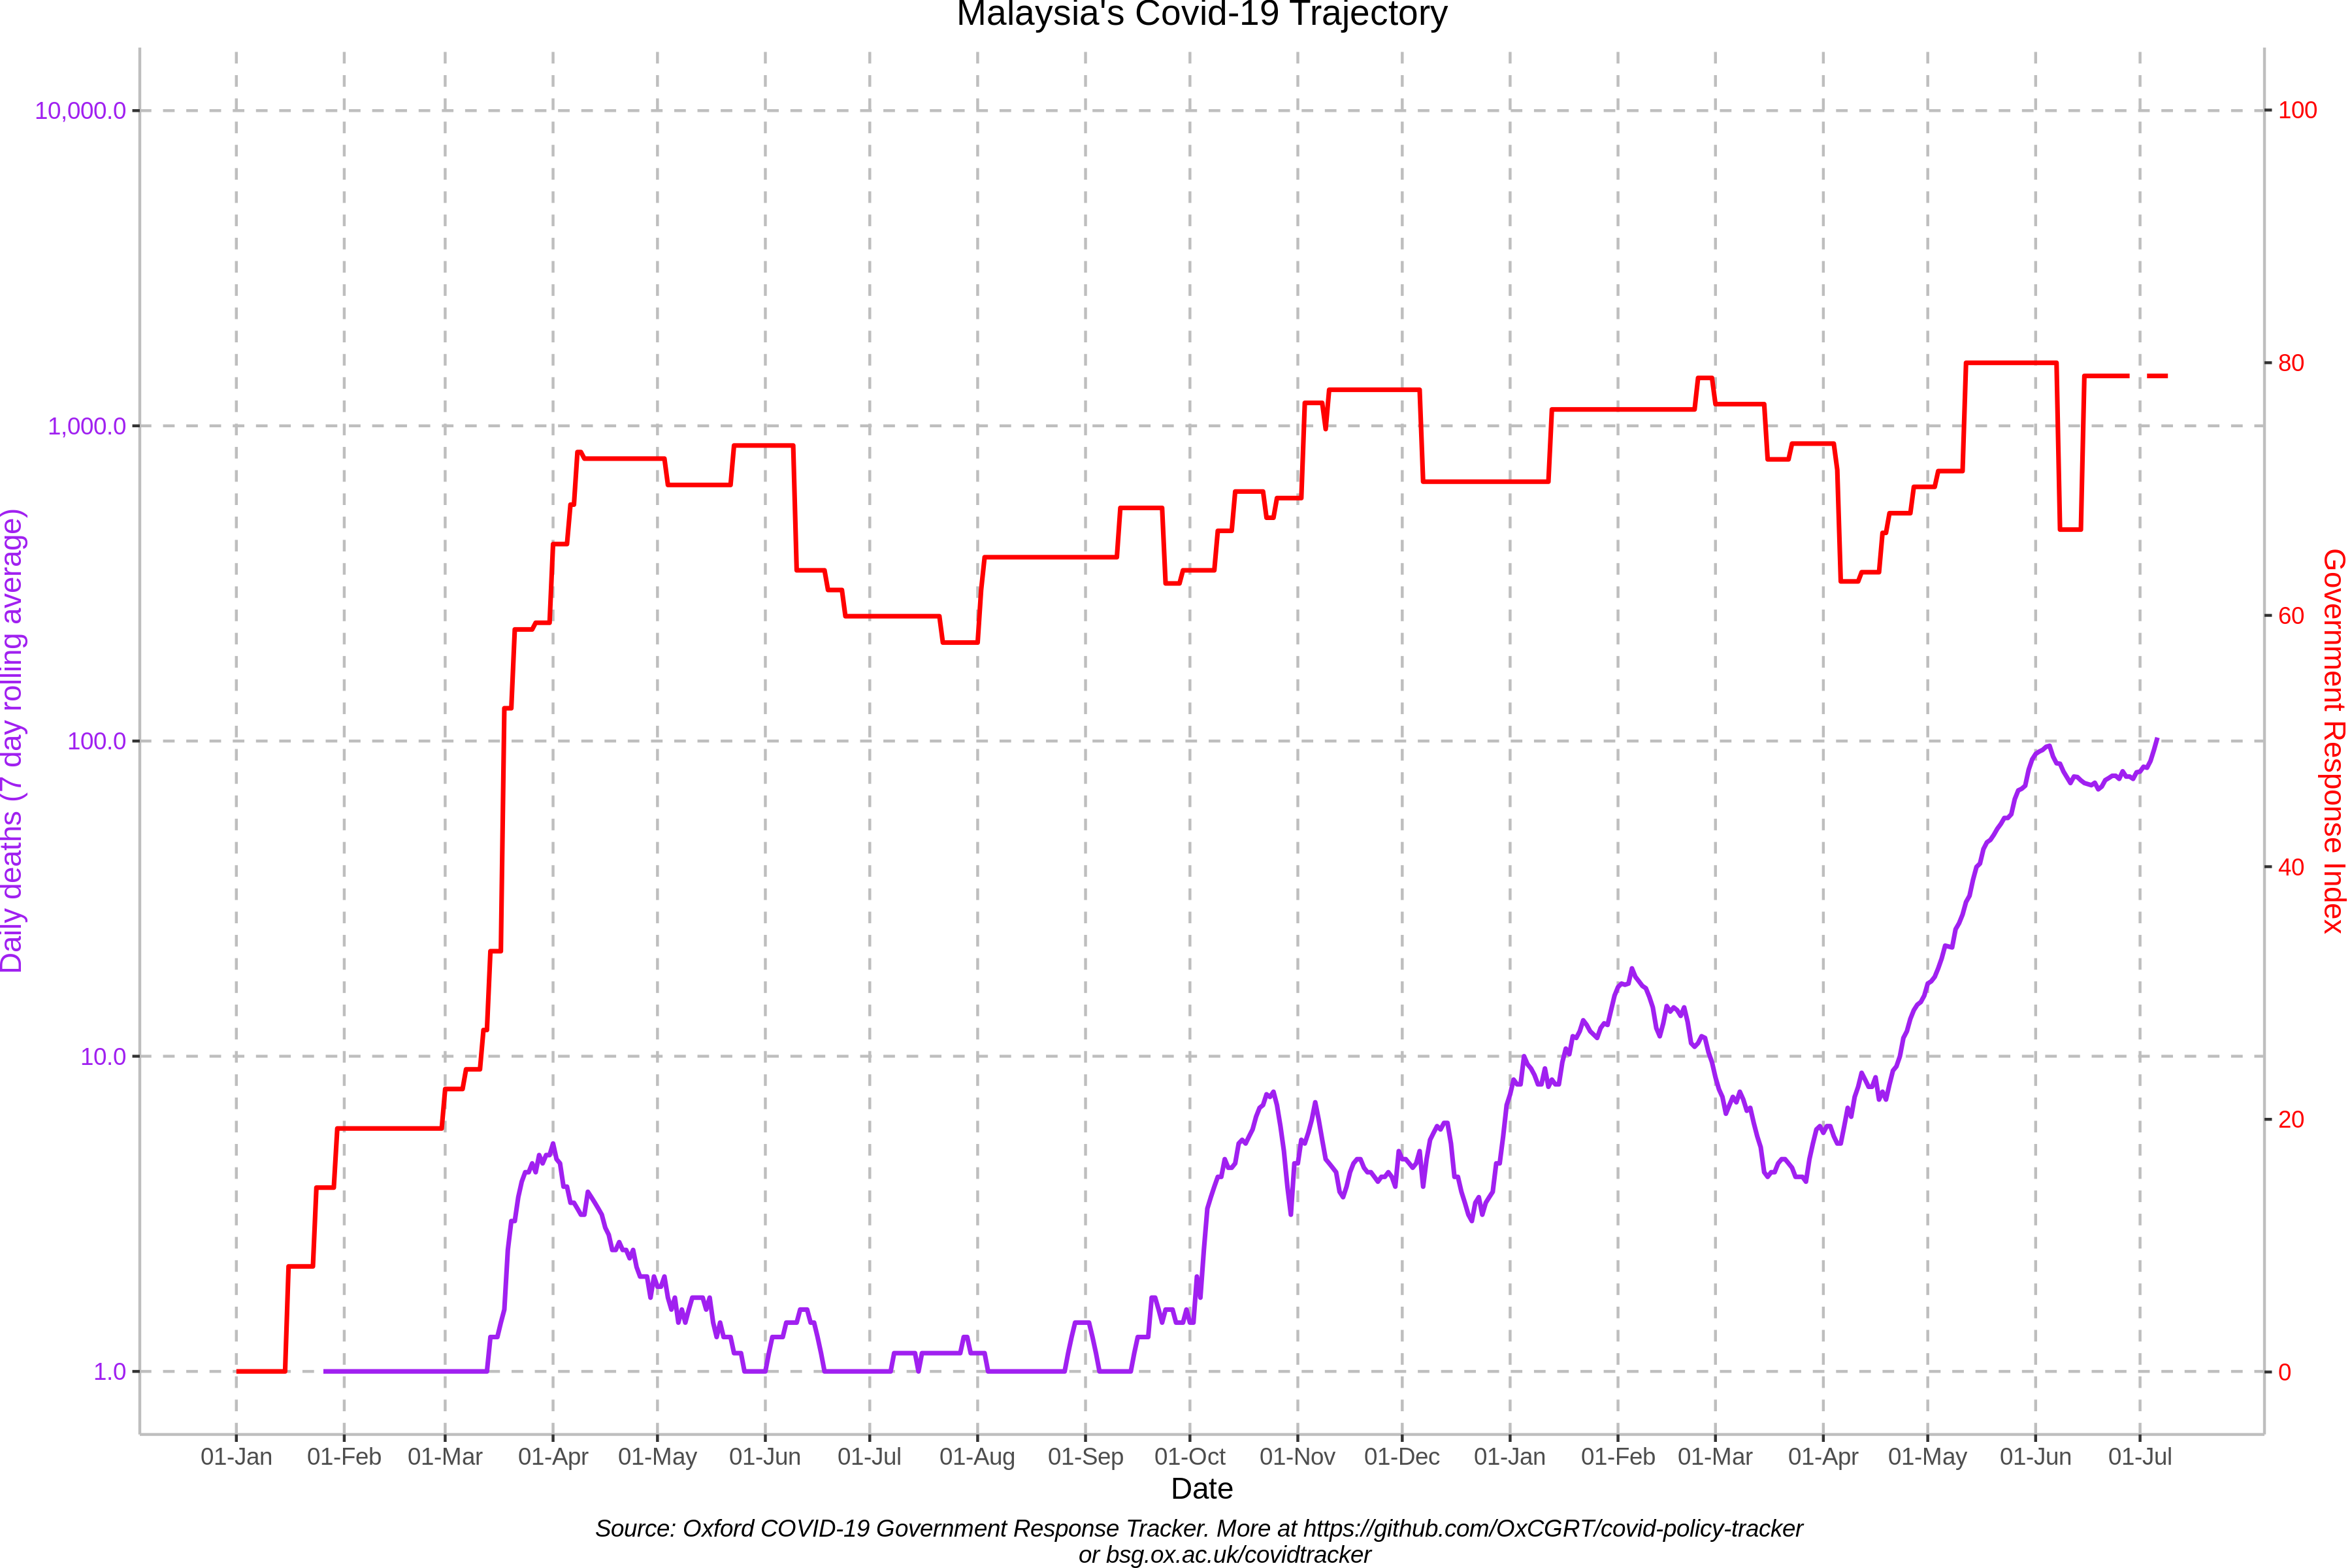 Malaysia's Covid-19 Trajectory
10,000.0
1,000.0
100.0
10.0
1.0
Daily deaths (7 day rolling average)
100
80
60
40
20
0
Government Response Index
01-Jan 01-Feb 01-Mar 01-Apr 01-May 01-Jun 01-Jul 01-Aug 01-Sep 01-Oct 01-Nov 01-Dec 01-Jan 01-Feb 01-Mar 01-Apr 01-May 01-Jun 01-Jul
Date
Source: Oxford COVID-19 Government Response Tracker. More at https://github.com/OxCGRT/covid-policy-tracker
or bsg.ox.ac.uk/covidtracker